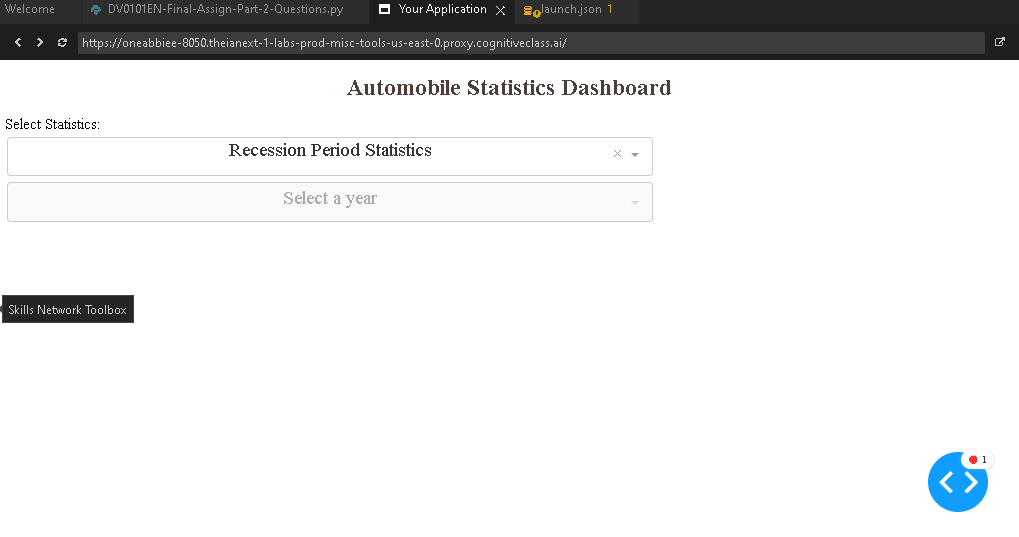 Welcome
DV0101EN-Final-Assign-Part-2-Questions.py
Your Application
launch.json 1
https://oneabbiee-8050.theianext-1-labs-prod-misc-tools-us-east-0.proxy.cognitiveclass.ai/
Automobile Statistics Dashboard
Select Statistics:
Recession Period Statistics
Select a year
Skills Network Toolbox
1